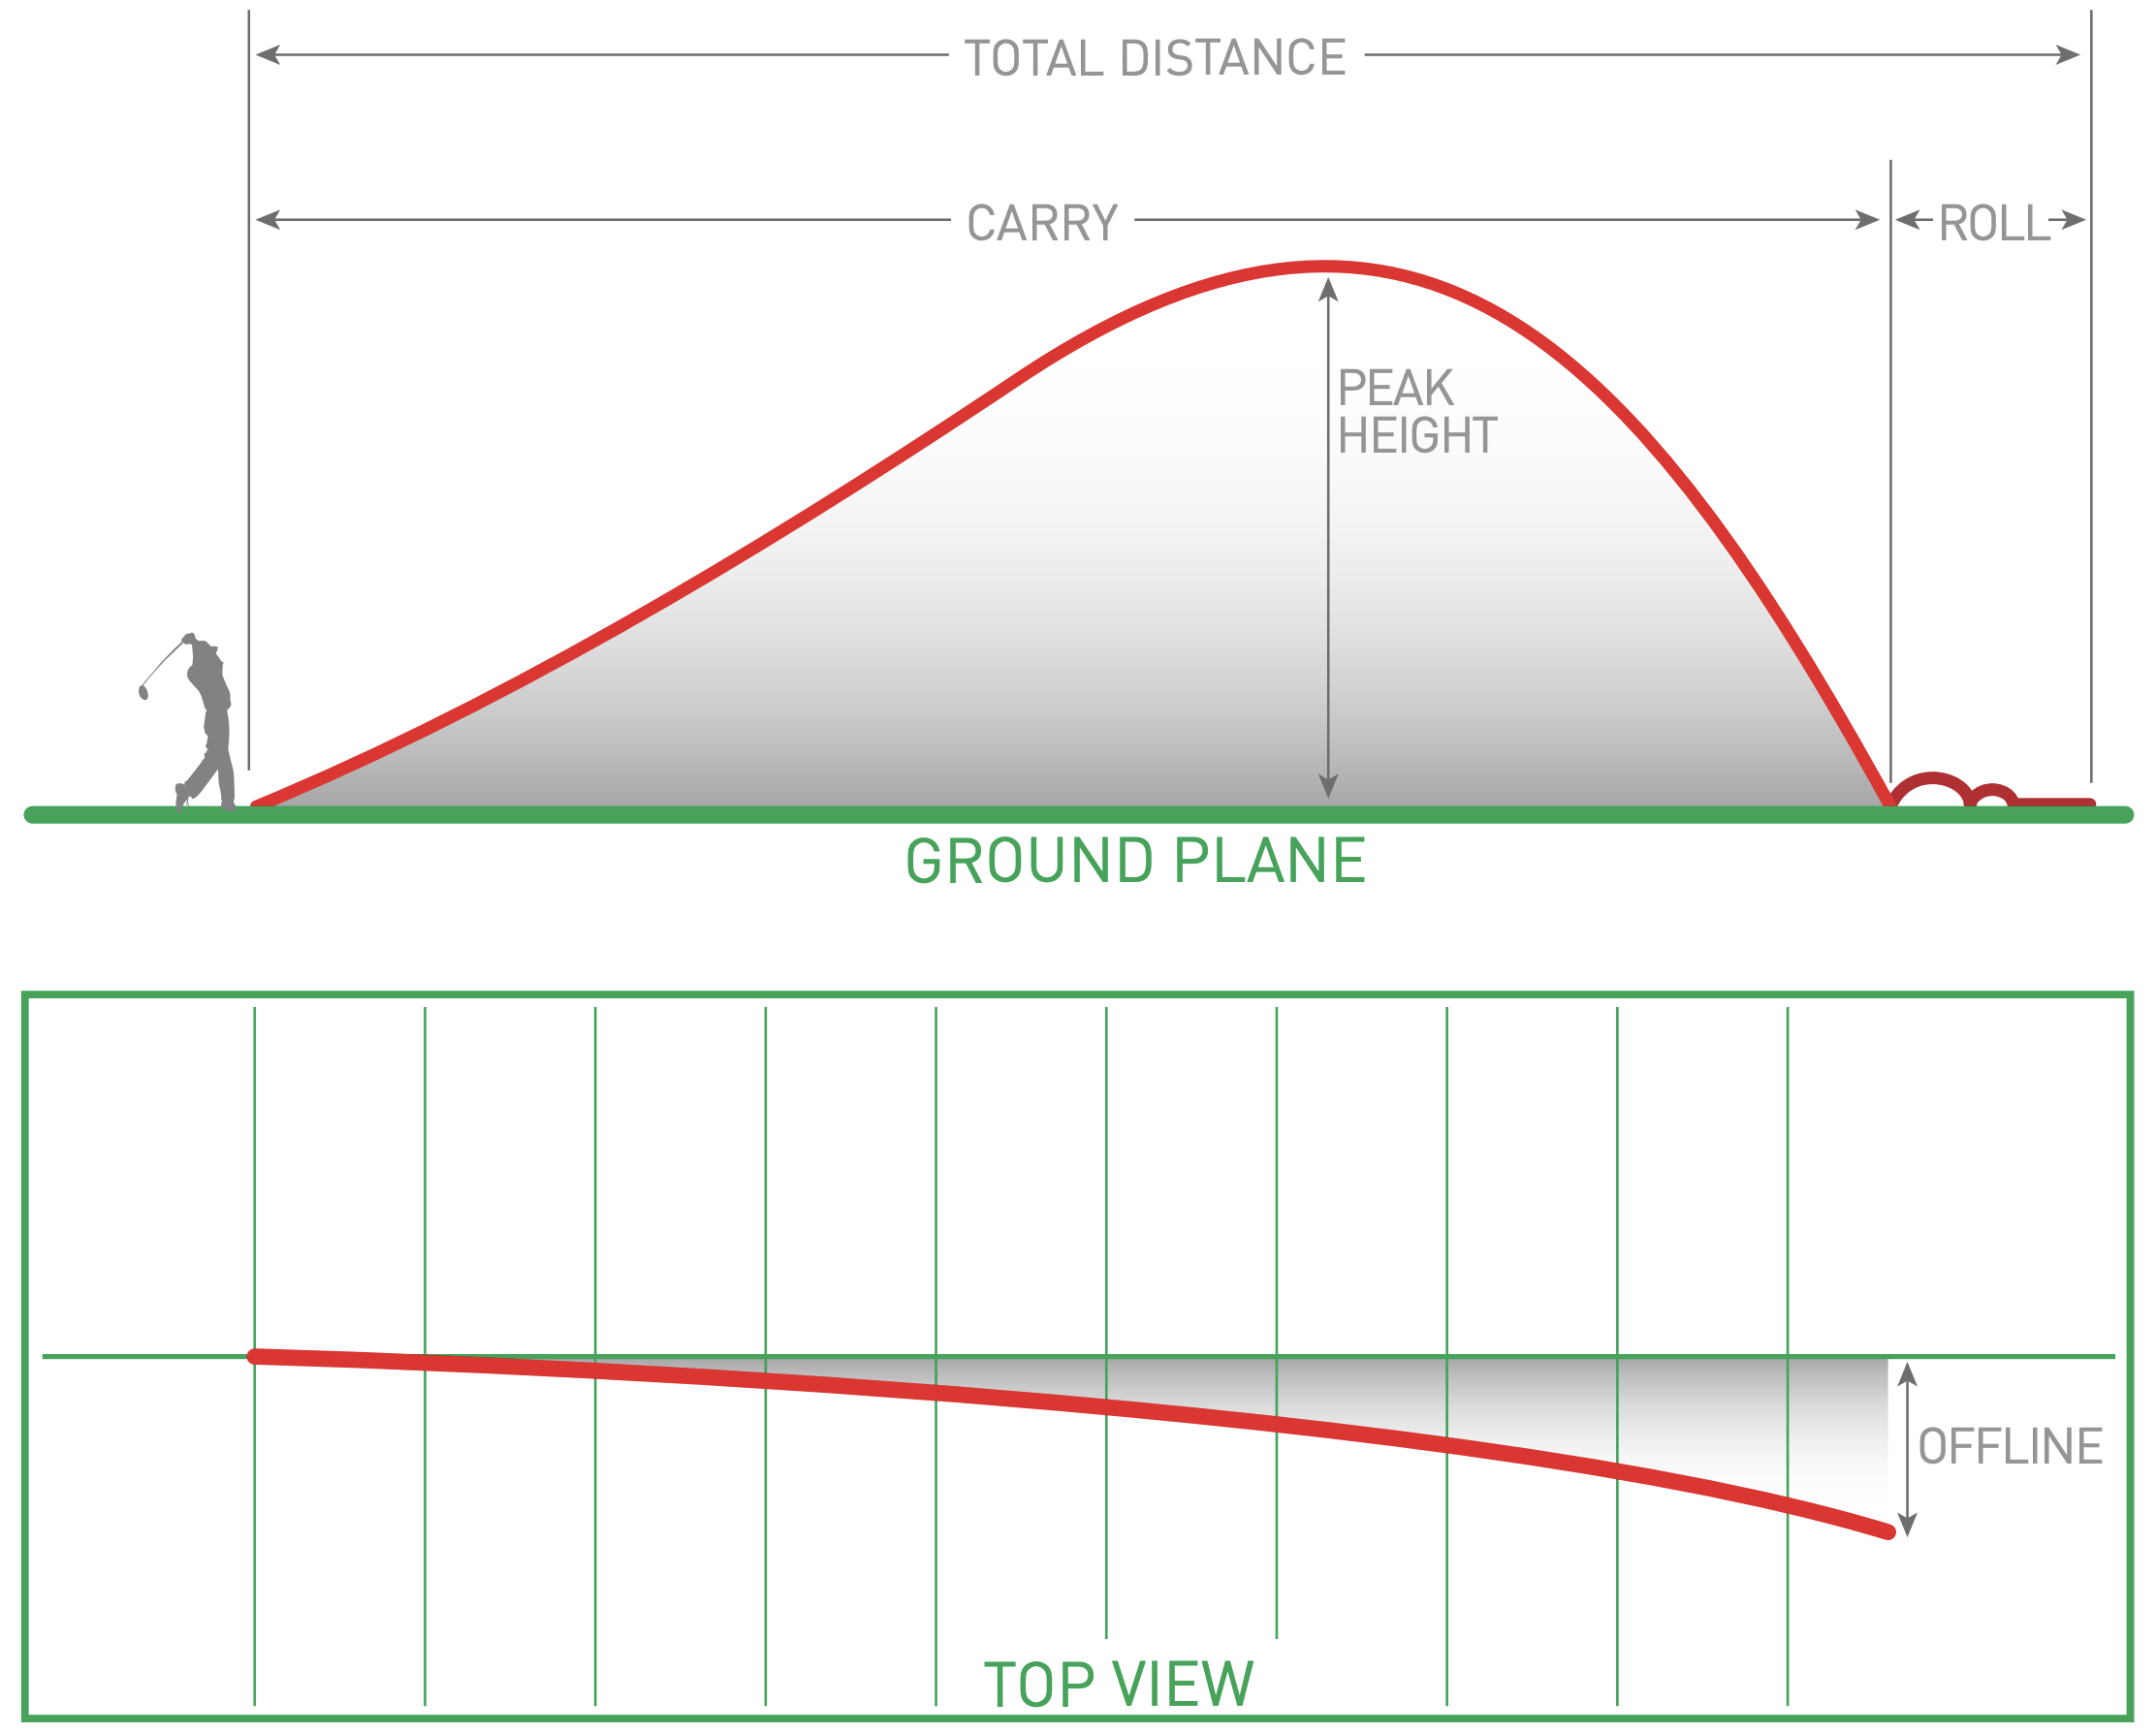 TOTAL DISTANCE
CARRY
ROLL
PEAK
HEIGHT
GROUND PLANE
OFFLINE
TOP VIEW